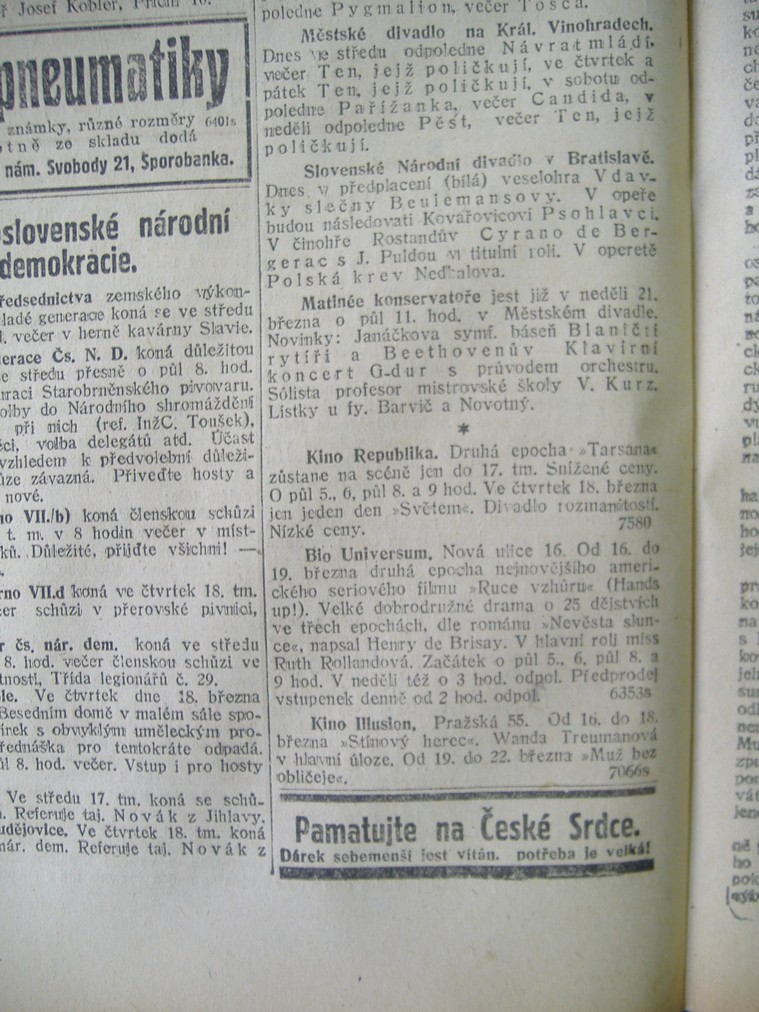 ř Josef Kobler, Příční 10.
pneumatiky
známky, různé rozměry 6401s
otně ze skladu dodá
nám. Svobody 21, Sporobanka.
oslovenské národní
demokracie.
ředsednictva zemského výkon-
ladé generace koná se ve středu
večer v herně kavárny Slavie.
erace Čs. N. D. koná důležitou
e středu přesně o půl 8. hod.
uraci Starobrněnského pivovaru.
olby do Národního shromáždění
při nich (ref. InžC. Toušek),
ěci, volba delegátů atd. Účast
vzhledem k předvolební důleži-
ůze závazná. Přiveďte hosty a
nové.
no VII./b) koná členskou schůzi
t. m. v 8 hodin večer v míst-
ků. Důležité, přijďte všichni! —
rno VII.d koná ve čtvrtek 18. tm.
čer schůzi v přerovské pivnici,
r čs. nár. dem. koná ve středu
8. hod. večer členskou schůzi ve
tnosti, Třída legionářů č. 29.
le. Ve čtvrtek dne 18. března
Besedním domě v malém sále spo-
írek s obvyklým uměleckým pro-
řednáška pro tentokráte odpadá.
ůl 8. hod. večer. Vstup i pro hosty
Ve středu 17. tm. koná se schů-
. Referuje taj. Novák z Jihlavy.
udějovice. Ve čtvrtek 18. tm. koná
nár. dem. Referuje taj. Novák z
poledne Pygmalion, večer Tosca.
Městské divadlo na Král. Vinohradech.
Dnes ve středu odpoledne Návrat mládí,
večer Ten, jejž poličkují, ve čtvrtek a
pátek Ten, jejž poličkují, v sobotu od-
poledne Pařížanka, večer Candida, v
neděli odpoledne Pěst, večer Ten, jejž
poličkují.
Slovenské Národní divadlo v Bratislavě.
Dnes v předplacení (bílá) veselohra Vdav-
ky slečny Beulemansovy. V opeře
budou následovati Kovařovicovi Psohlavci.
V činohře Rostandův Cyrano de Ber-
gerac s J. Puldou v titulní roli. V operetě
Polská krev Nedbalova.
Matinée konservatoře jest již v neděli 21.
března o půl 11. hod. v Městském divadle.
Novinky: Janáčkova symf. báseň Blaničtí
rytíři a Beethovenův Klavírní
koncert G-dur s průvodem orchestru.
Sólista profesor mistrovské školy V. Kurz.
Lístky u fy. Barvič a Novotný.
*
Kino Republika. Druhá epocha »Tarsana«
zůstane na scéně jen do 17. tm. Snížené ceny.
O půl 5., 6, půl 8. a 9 hod. Ve čtvrtek 18. března
jen jeden den »Světem«. Divadlo rozmanitostí.
Nízké ceny. 7580
Bio Universum, Nová ulice 16. Od 16. do
19. března druhá epocha nejnovějšího ameri-
ckého seriového filmu »Ruce vzhůru« (Hands
up!). Velké dobrodružné drama o 25 dějstvích
ve třech epochách, dle románu »Nevěsta slun-
ce«, napsal Henry de Brisay. V hlavní roli miss
Ruth Rollandová. Začátek o půl 5., 6, půl 8. a
9 hod. V neděli též o 3 hod. odpol. Předprodej
vstupenek denně od 2 hod. odpol. 6353s
Kino Illusion, Pražská 55. Od 16. do 18.
března »Stínový herec«. Wanda Treumanová
v hlavní úloze. Od 19. do 22. března »Muž bez
obličeje«. 7066s
Pamatujte na České Srdce.
Dárek sebemenší jest vítán, potřeba je velká!